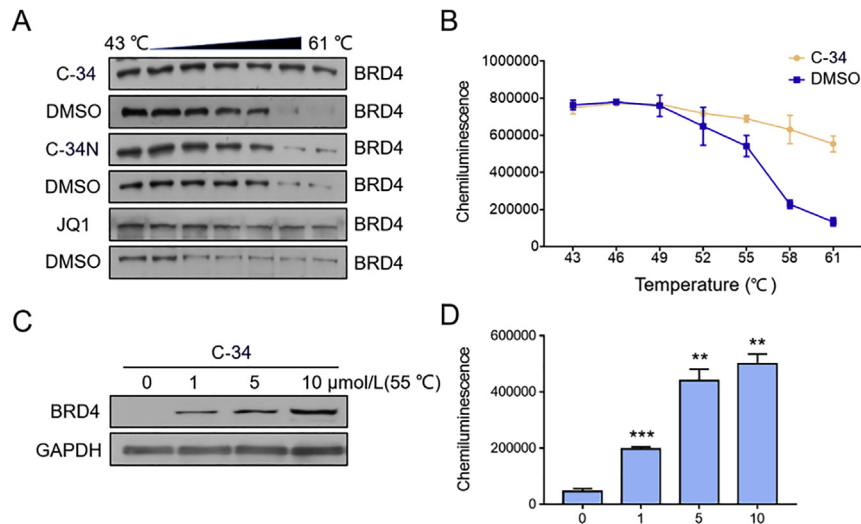 A
43 ℃ 61 ℃
C-34 BRD4
DMSO BRD4
C-34N BRD4
DMSO BRD4
JQ1 BRD4
DMSO BRD4
B
C-34
DMSO
Chemiluminescence
1000000
800000
600000
400000
200000
0
43 46 49 52 55 58 61
Temperature (℃)
C
C-34
0 1 5 10 μmol/L(55 ℃)
BRD4
GAPDH
D
Chemiluminescence
600000
400000
200000
0
***
**
**
0 1 5 10